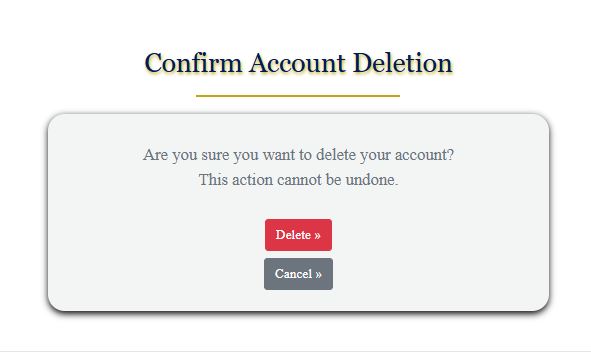 Confirm Account Deletion
Are you sure you want to delete your account?
This action cannot be undone.
Delete »
Cancel »